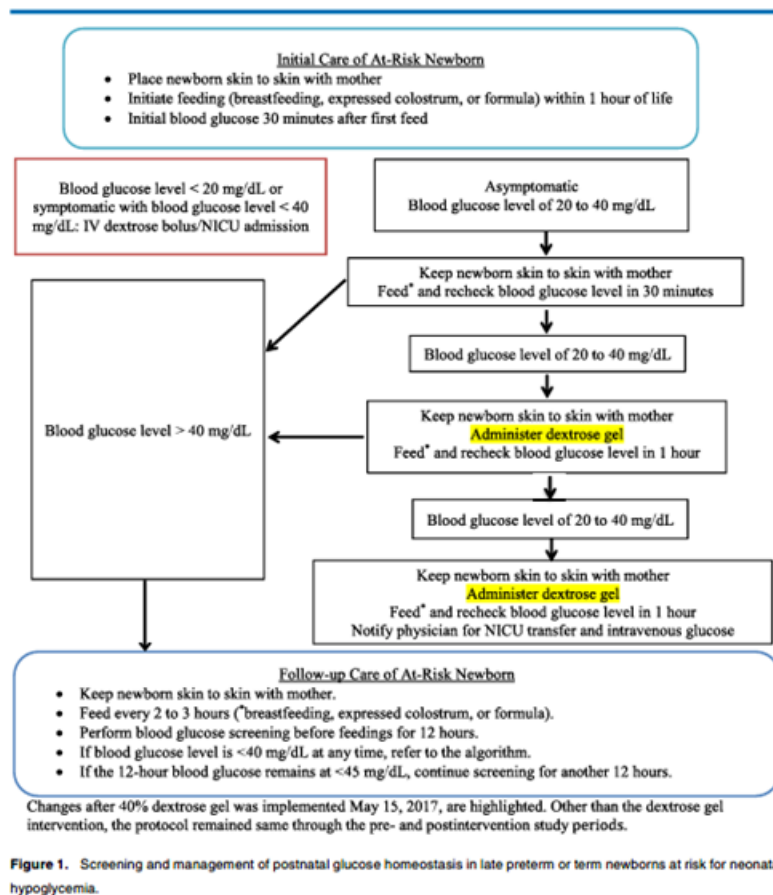 Initial Care of At-Risk Newborn
• Place newborn skin to skin with mother
• Initiate feeding (breastfeeding, expressed colostrum, or formula) within 1 hour of life
• Initial blood glucose 30 minutes after first feed
Blood glucose level < 20 mg/dL or
symptomatic with blood glucose level < 40
mg/dL: IV dextrose bolus/NICU admission
Asymptomatic
Blood glucose level of 20 to 40 mg/dL
Keep newborn skin to skin with mother
Feed* and recheck blood glucose level in 30 minutes
Blood glucose level of 20 to 40 mg/dL
Blood glucose level > 40 mg/dL
Keep newborn skin to skin with mother
Administer dextrose gel
Feed* and recheck blood glucose level in 1 hour
Blood glucose level of 20 to 40 mg/dL
Keep newborn skin to skin with mother
Administer dextrose gel
Feed* and recheck blood glucose level in 1 hour
Notify physician for NICU transfer and intravenous glucose
Follow-up Care of At-Risk Newborn
• Keep newborn skin to skin with mother.
• Feed every 2 to 3 hours (*breastfeeding, expressed colostrum, or formula).
• Perform blood glucose screening before feedings for 12 hours.
• If blood glucose level is <40 mg/dL at any time, refer to the algorithm.
• If the 12-hour blood glucose remains at <45 mg/dL, continue screening for another 12 hours.
Changes after 40% dextrose gel was implemented May 15, 2017, are highlighted. Other than the dextrose gel
intervention, the protocol remained same through the pre- and postintervention study periods.
Figure 1. Screening and management of postnatal glucose homeostasis in late preterm or term newborns at risk for neonat
hypoglycemia.